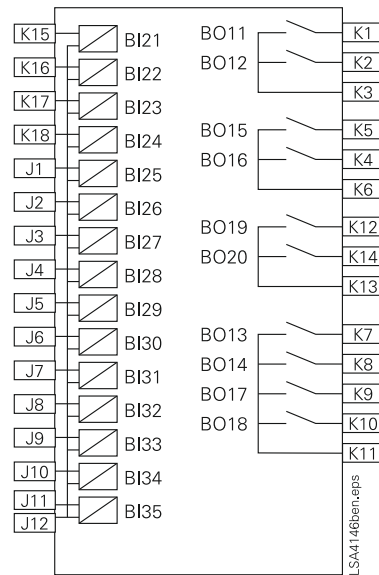 K15 BI21 BO11 K1
K16 BI22 BO12 K2
K17 BI23 K3
K18 BI24 BO15 K5
J1 BI25 BO16 K4
J2 BI26 K6
J3 BI27 BO19 K12
J4 BI28 BO20 K14
J5 BI29 K13
J6 BI30 BO13 K7
J7 BI31 BO14 K8
J8 BI32 BO17 K9
J9 BI33 BO18 K10
J10 BI34 K11
J11 BI35
J12
LSA4146ben.eps